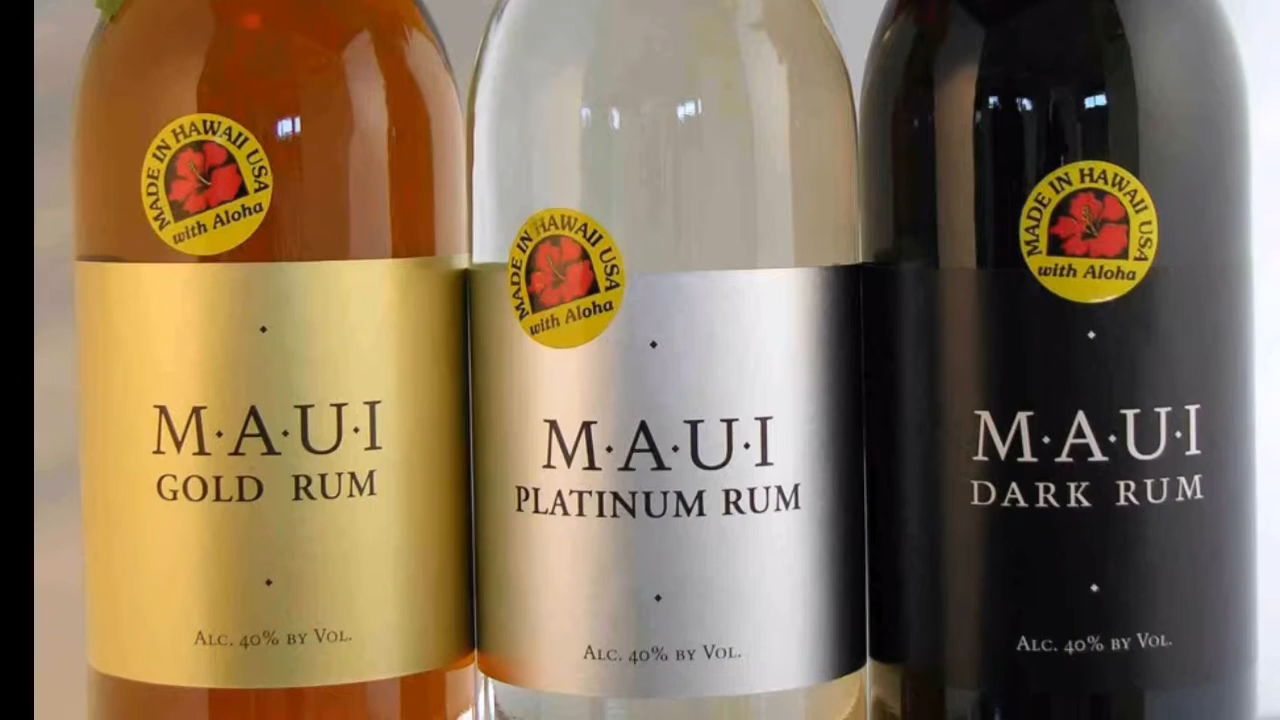 MADE IN HAWAII USA
with Aloha
M·A·U·I
GOLD RUM
ALC. 40% BY VOL.
MADE IN HAWAII USA
with Aloha
M·A·U·I
PLATINUM RUM
ALC. 40% BY VOL.
MADE IN HAWAII USA
with Aloha
M·A·U·I
DARK RUM
ALC. 40% BY VOL.